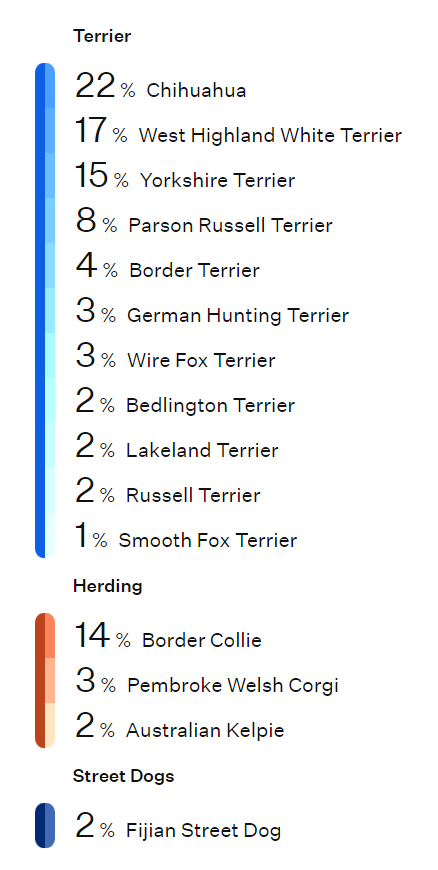 Terrier
22 % Chihuahua
17 % West Highland White Terrier
15 % Yorkshire Terrier
8 % Parson Russell Terrier
4 % Border Terrier
3 % German Hunting Terrier
3 % Wire Fox Terrier
2 % Bedlington Terrier
2 % Lakeland Terrier
2 % Russell Terrier
1 % Smooth Fox Terrier
Herding
14 % Border Collie
3 % Pembroke Welsh Corgi
2 % Australian Kelpie
Street Dogs
2 % Fijian Street Dog